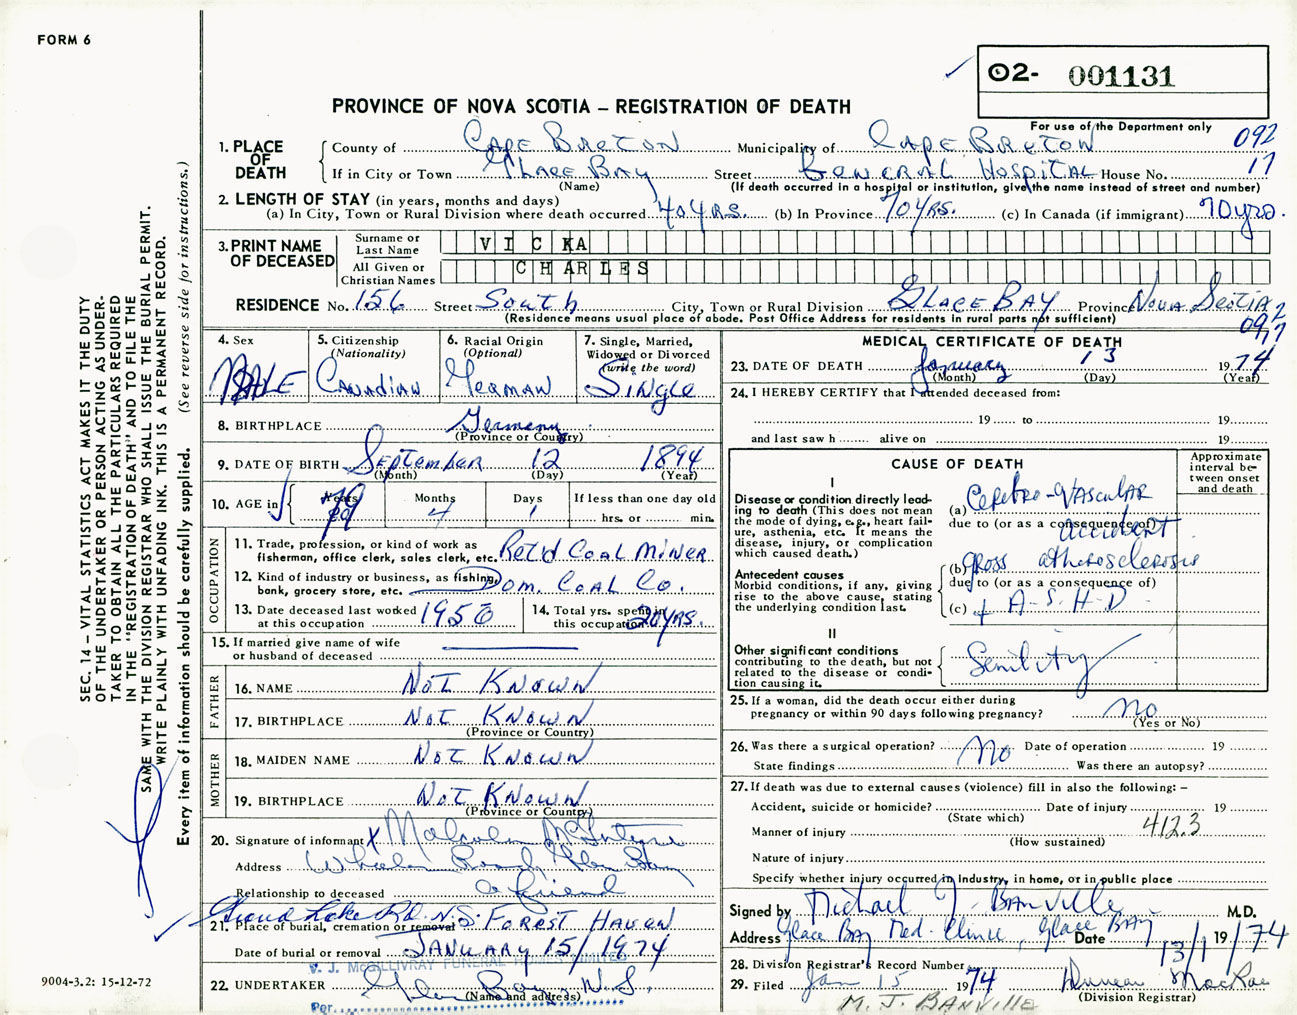 FORM 6
02- 001131
PROVINCE OF NOVA SCOTIA – REGISTRATION OF DEATH
For use of the Department only
092
17
1. PLACE OF DEATH County of Cape Breton Municipality of Cape Breton
If in City or Town Glace Bay Street General Hospital House No.
(Name) (If death occurred in a hospital or institution, give the name instead of street and number)
2. LENGTH OF STAY (in years, months and days)
(a) In City, Town or Rural Division where death occurred 40 yrs. (b) In Province 70 yrs. (c) In Canada (if immigrant) 70 yrs.
3. PRINT NAME OF DECEASED Surname or Last Name VICKA
All Given or Christian Names CHARLES
RESIDENCE No. 156 Street South City, Town or Rural Division Glace Bay Province Nova Scotia
(Residence means usual place of abode. Post Office Address for residents in rural parts not sufficient)
092
17
4. Sex Male
5. Citizenship (Nationality) Canadian
6. Racial Origin (Optional) German
7. Single, Married, Widowed or Divorced (write the word) Single
8. BIRTHPLACE Germany
(Province or Country)
9. DATE OF BIRTH September 12 1894
(Month) (Day) (Year)
10. AGE in Years 79 Months 4 Days 1 If less than one day old
hrs. or min.
OCCUPATION
11. Trade, profession, or kind of work as fisherman, office clerk, sales clerk, etc. Ret'd Coal Miner
12. Kind of industry or business, as fishing, bank, grocery store, etc. Dom. Coal Co.
13. Date deceased last worked at this occupation 1956
14. Total yrs. spent in this occupation yrs.
15. If married give name of wife or husband of deceased
FATHER
16. NAME Not Known
17. BIRTHPLACE Not Known
(Province or Country)
MOTHER
18. MAIDEN NAME Not Known
19. BIRTHPLACE Not Known
(Province or Country)
20. Signature of informant X Malcolm McIntyre
Address Road, Glace Bay
Relationship to deceased a friend
Grand Lake Rd. N.S. Forest Haven
21. Place of burial, cremation or removal
Date of burial or removal January 15/1974
V. J. McGILLIVRAY FUNERAL HOMES LIMITED
22. UNDERTAKER Glace Bay, N.S.
(Name and address)
Per
MEDICAL CERTIFICATE OF DEATH
23. DATE OF DEATH January 13 1974
(Month) (Day) (Year)
24. I HEREBY CERTIFY that I attended deceased from:
19 to 19
and last saw h alive on 19
CAUSE OF DEATH
Approximate interval between onset and death
I
Disease or condition directly leading to death (This does not mean the mode of dying, e.g., heart failure, asthenia, etc. It means the disease, injury, or complication which caused death.)
(a) Cerebro-Vascular accident
due to (or as a consequence of)
Antecedent causes
Morbid conditions, if any, giving rise to the above cause, stating the underlying condition last.
(b) gross atherosclerosis
due to (or as a consequence of)
(c) + A-S-H-D
II
Other significant conditions
contributing to the death, but not related to the disease or condition causing it.
Senility
25. If a woman, did the death occur either during pregnancy or within 90 days following pregnancy? no
(Yes or No)
26. Was there a surgical operation? No Date of operation 19
State findings Was there an autopsy?
27. If death was due to external causes (violence) fill in also the following: –
Accident, suicide or homicide? Date of injury 19
(State which)
412.3
Manner of injury
(How sustained)
Nature of injury
Specify whether injury occurred in Industry, in home, or in public place
Signed by Michael J. Banville M.D.
Address Glace Bay Med. Clinic, Glace Bay Date 13/1 19/74
28. Division Registrar's Record Number
29. Filed Jan 15 1974 Duncan MacRae
(Division Registrar)
M. J. BANVILLE
SEC. 14 – VITAL STATISTICS ACT MAKES IT THE DUTY
OF THE UNDERTAKER OR PERSON ACTING AS UNDERTAKER TO OBTAIN ALL THE PARTICULARS REQUIRED
IN THE "REGISTRATION OF DEATH" AND TO FILE THE
SAME WITH THE DIVISION REGISTRAR WHO SHALL ISSUE THE BURIAL PERMIT.
WRITE PLAINLY WITH UNFADING INK. THIS IS A PERMANENT RECORD.
Every item of information should be carefully supplied. (See reverse side for instructions.)
9004-3.2: 15-12-72